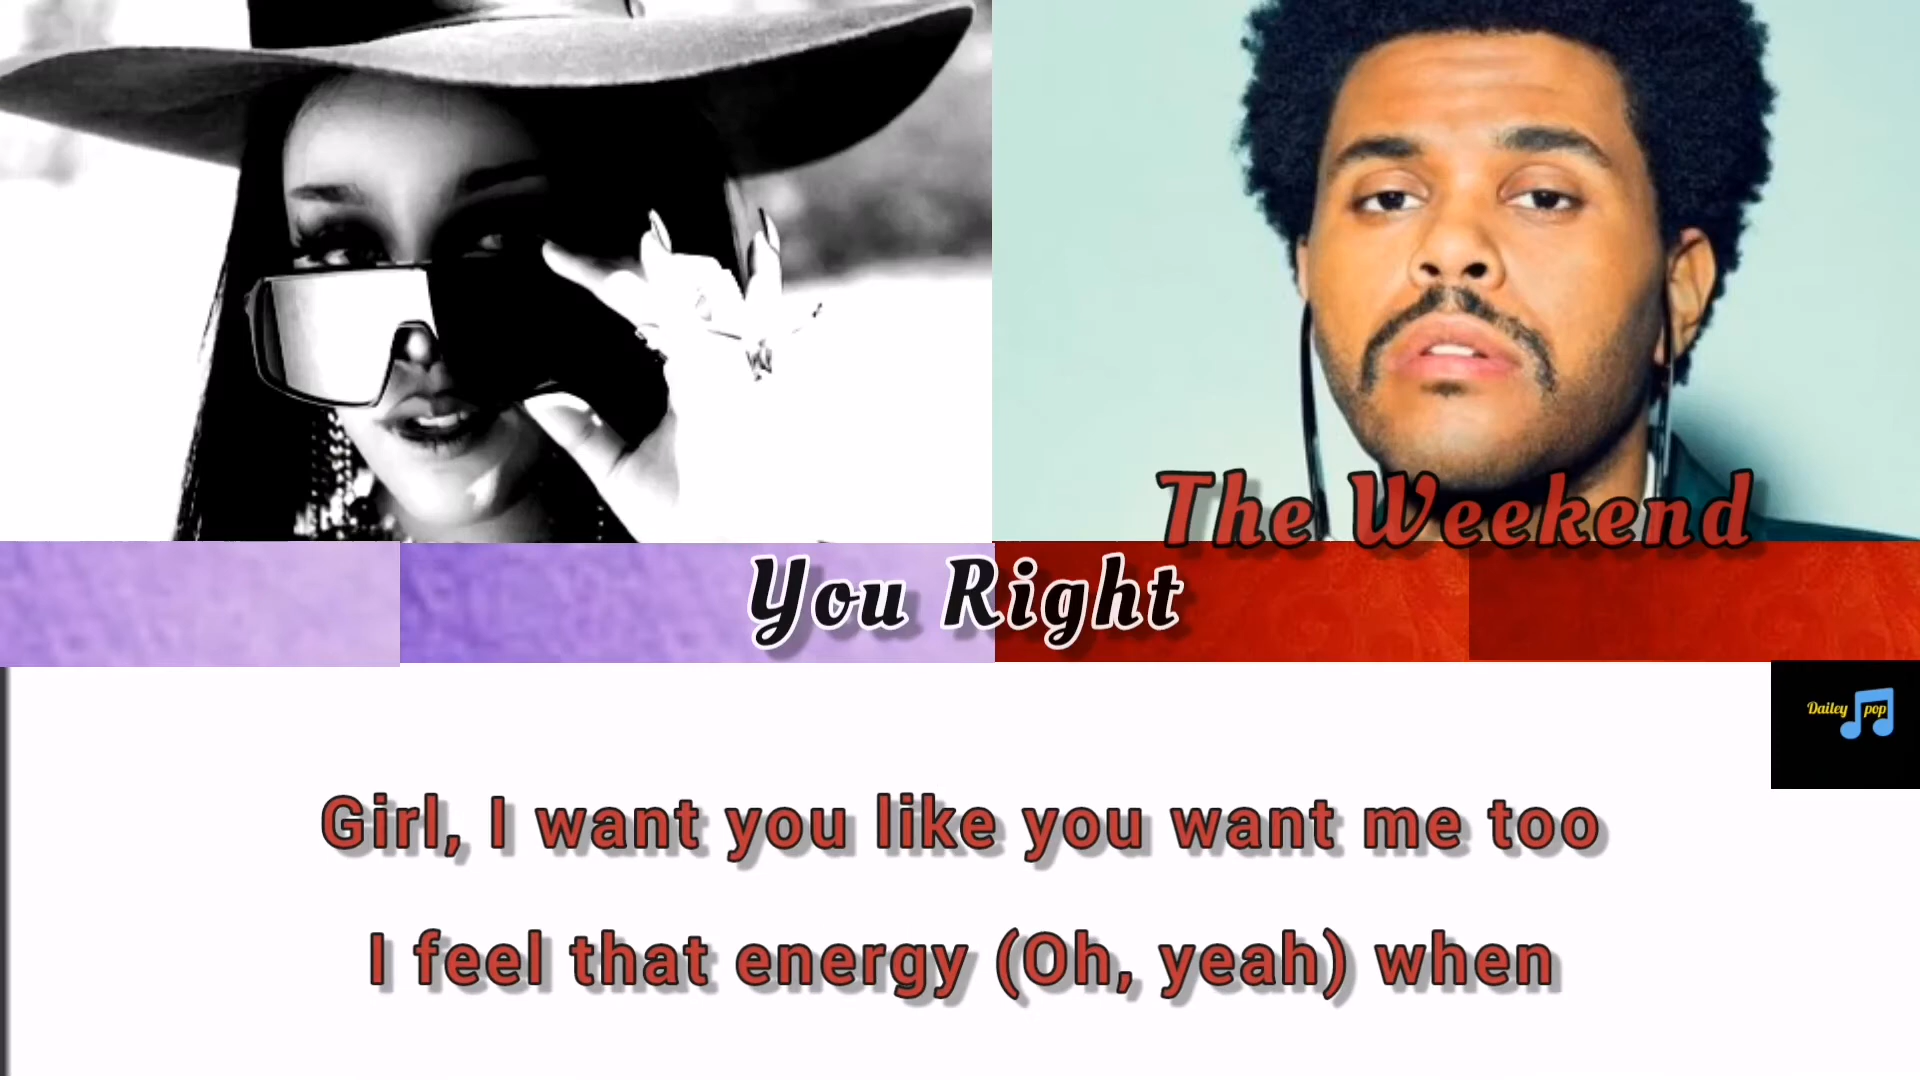 The Weekend
You Right
Dailey pop
Girl, I want you like you want me too
I feel that energy (Oh, yeah) when